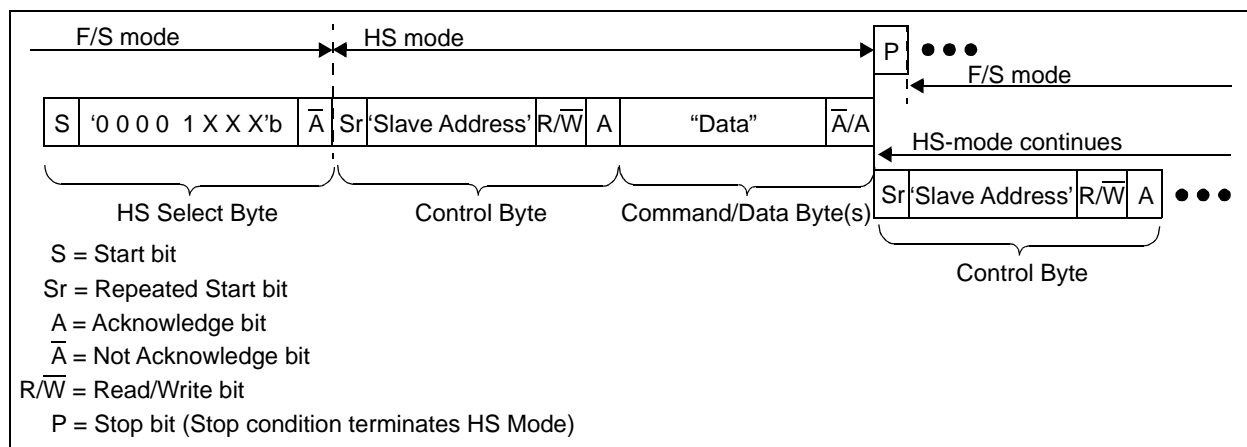 F/S mode
HS mode
P
F/S mode
S '0 0 0 0 1 X X X'b A̅ Sr 'Slave Address' R/W̅ A "Data" A̅/A
HS-mode continues
Sr 'Slave Address' R/W̅ A
HS Select Byte
Control Byte
Command/Data Byte(s)
Control Byte
S = Start bit
Sr = Repeated Start bit
A = Acknowledge bit
A̅ = Not Acknowledge bit
R/W̅ = Read/Write bit
P = Stop bit (Stop condition terminates HS Mode)